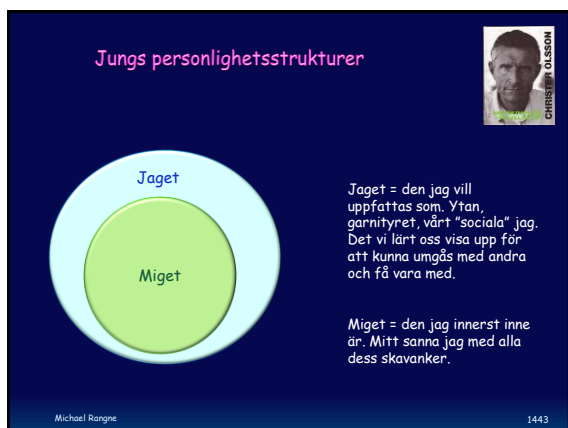 Jungs personlighetsstrukturer
CHRISTER OLSSON
Jaget
Miget
Jaget = den jag vill
uppfattas som. Ytan,
garnityret, vårt ”sociala” jag.
Det vi lärt oss visa upp för
att kunna umgås med andra
och få vara med.
Miget = den jag innerst inne
är. Mitt sanna jag med alla
dess skavanker.
Michael Rangne
1443